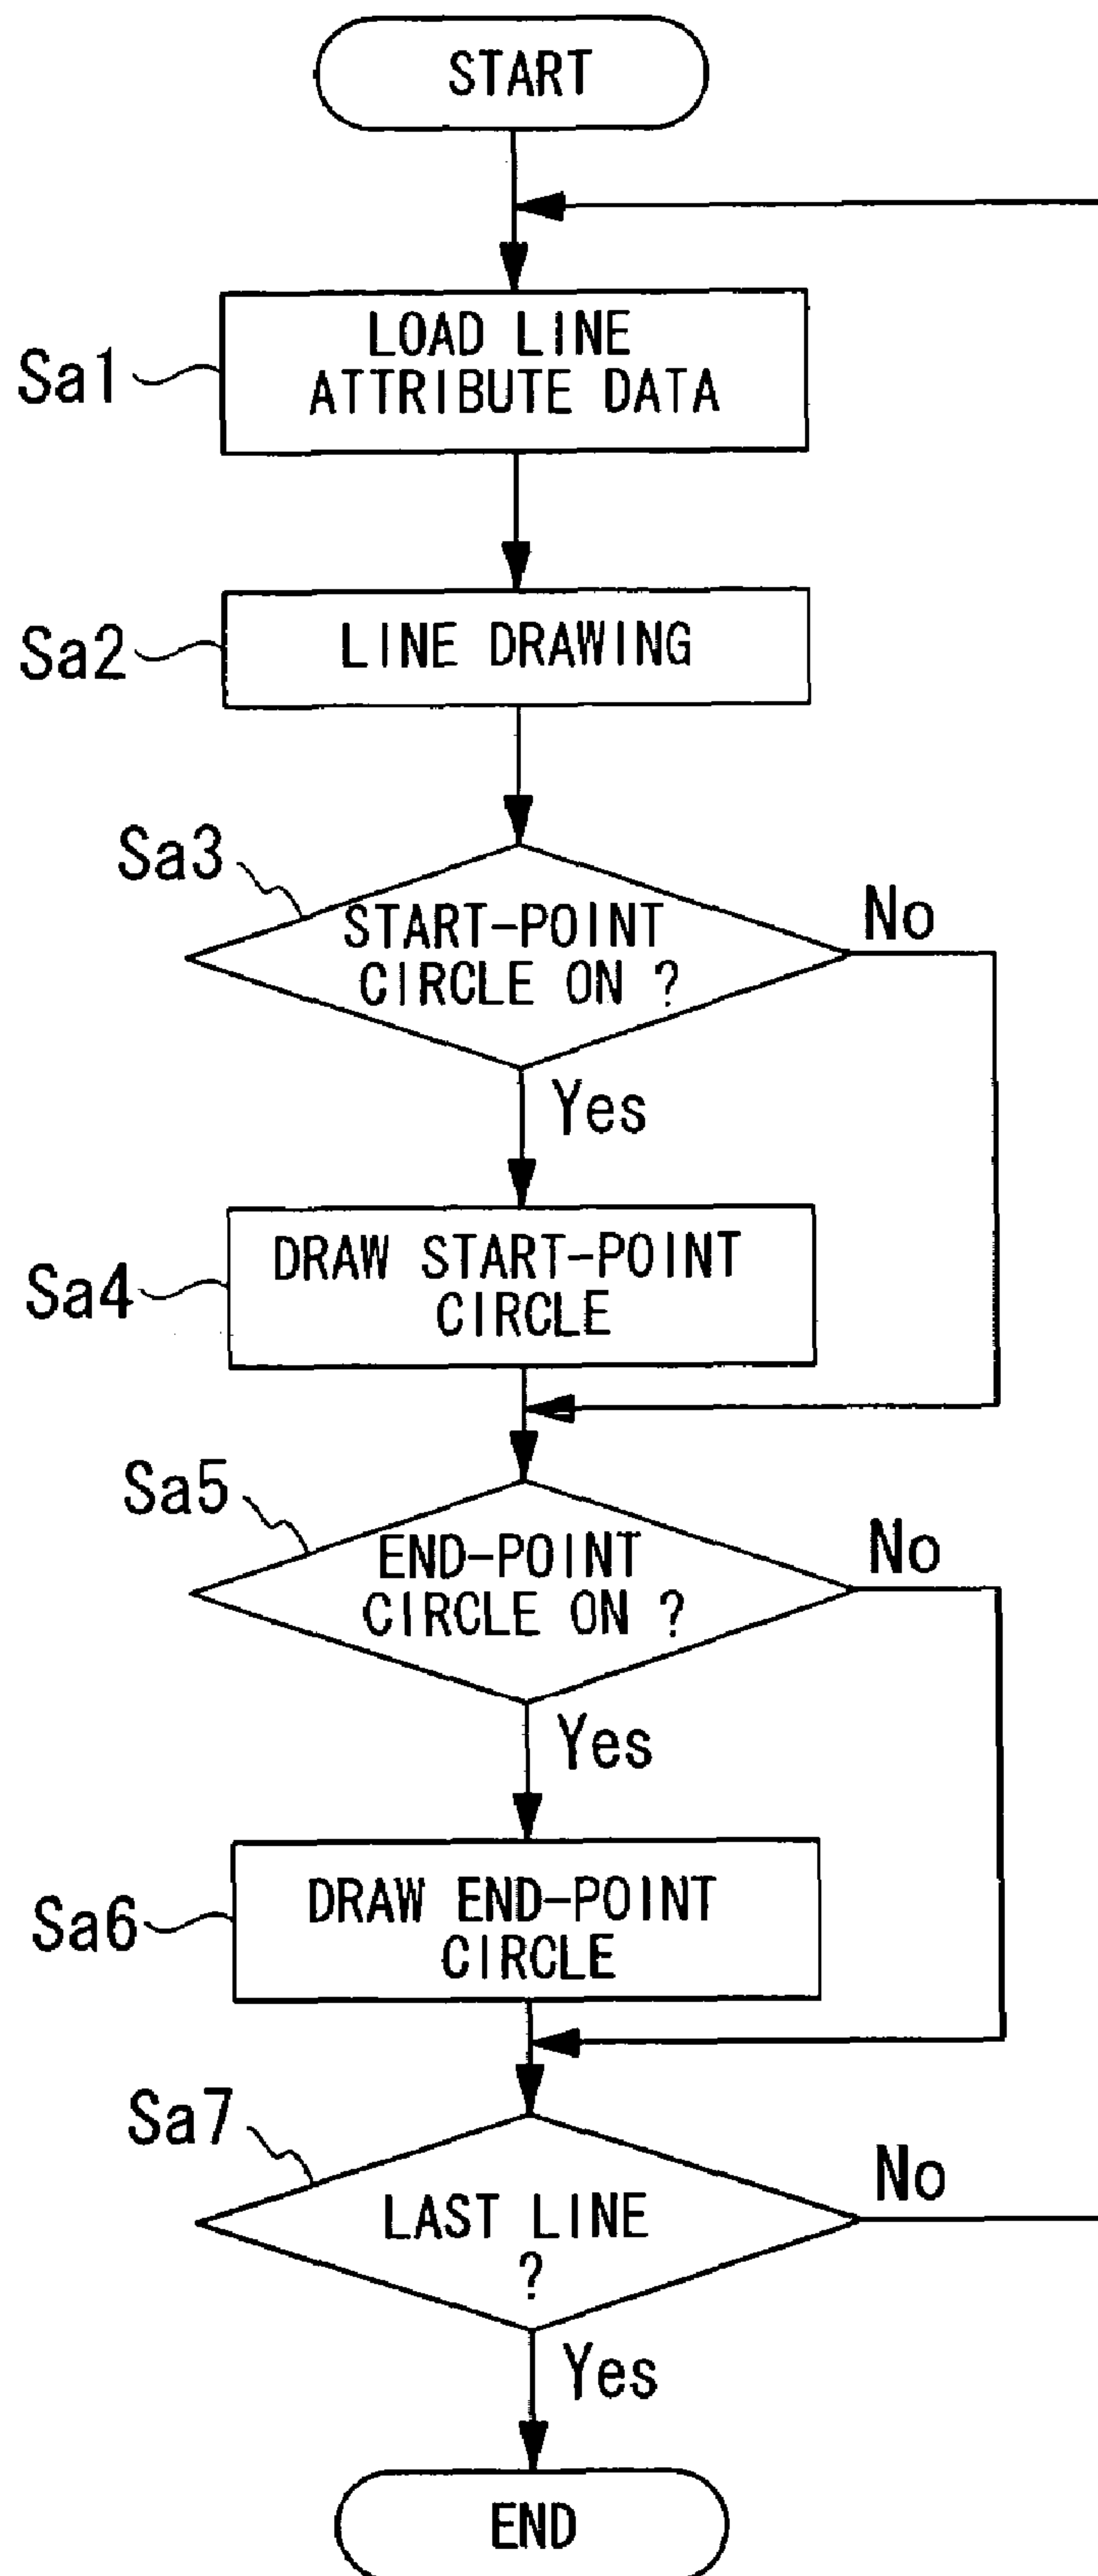 START
Sa1
LOAD LINE
ATTRIBUTE DATA
Sa2
LINE DRAWING
Sa3
START-POINT
CIRCLE ON ?
No
Yes
Sa4
DRAW START-POINT
CIRCLE
Sa5
END-POINT
CIRCLE ON ?
No
Yes
Sa6
DRAW END-POINT
CIRCLE
Sa7
LAST LINE
?
No
Yes
END